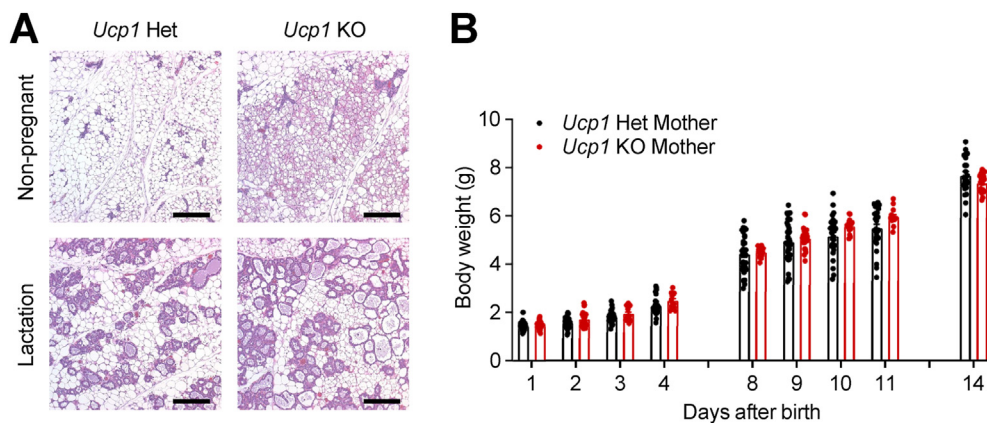 A
Ucp1 Het
Ucp1 KO
Non-pregnant
Lactation
B
Ucp1 Het Mother
Ucp1 KO Mother
Body weight (g)
10
8
6
4
2
0
1 2 3 4 8 9 10 11 14
Days after birth